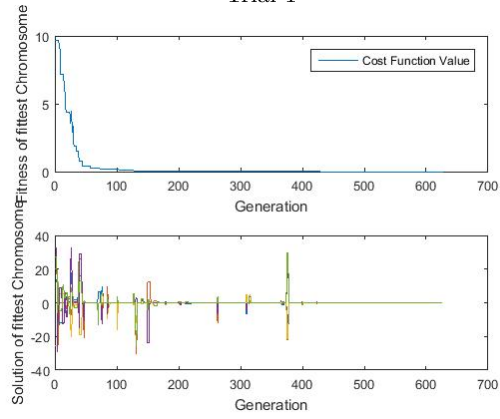 Trial 1
Fitness of fittest Chromosome
10
5
0
Cost Function Value
0 100 200 300 400 500 600 700
Generation
Solution of fittest Chromosome
40
20
0
-20
-40
0 100 200 300 400 500 600 700
Generation